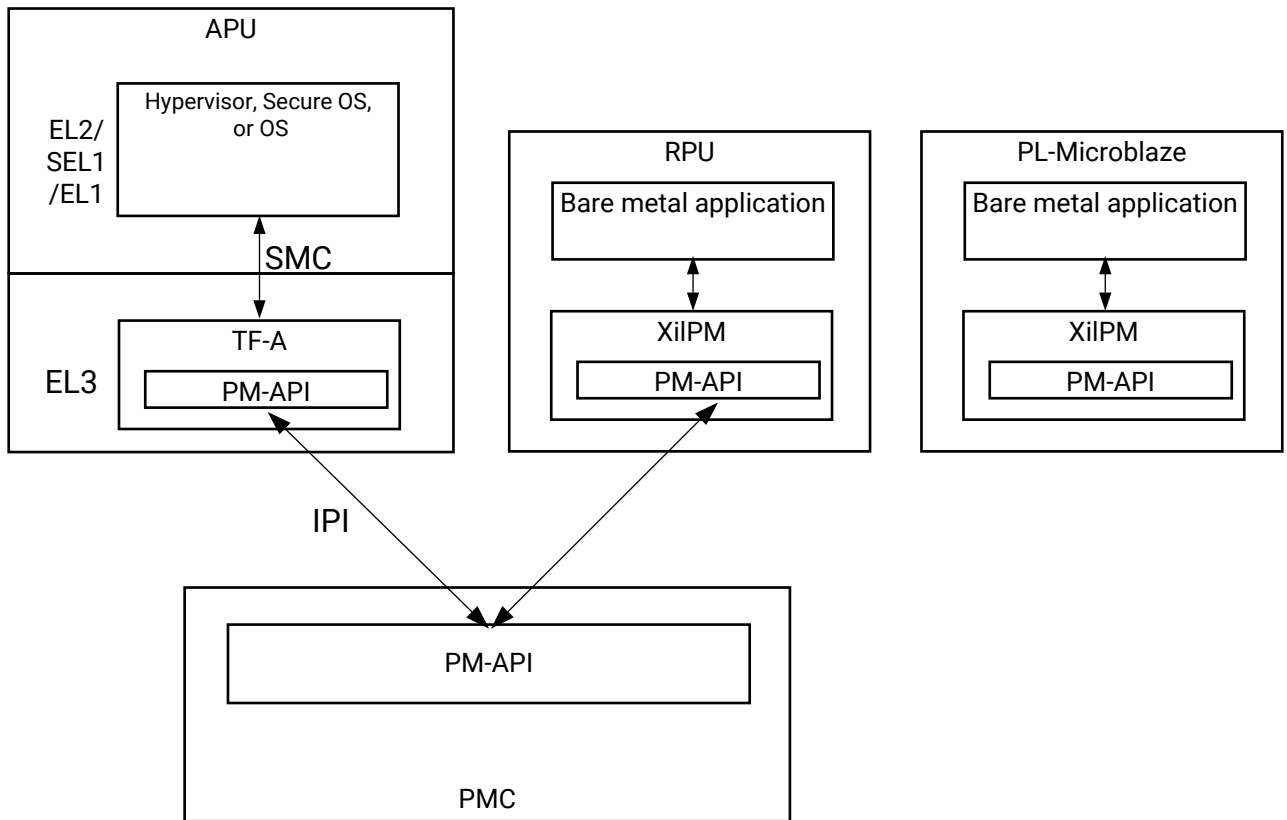 APU
Hypervisor, Secure OS,
or OS
EL2/
SEL1
/EL1
SMC
TF-A
EL3
PM-API
RPU
Bare metal application
XilPM
PM-API
PL-Microblaze
Bare metal application
XilPM
PM-API
IPI
PM-API
PMC